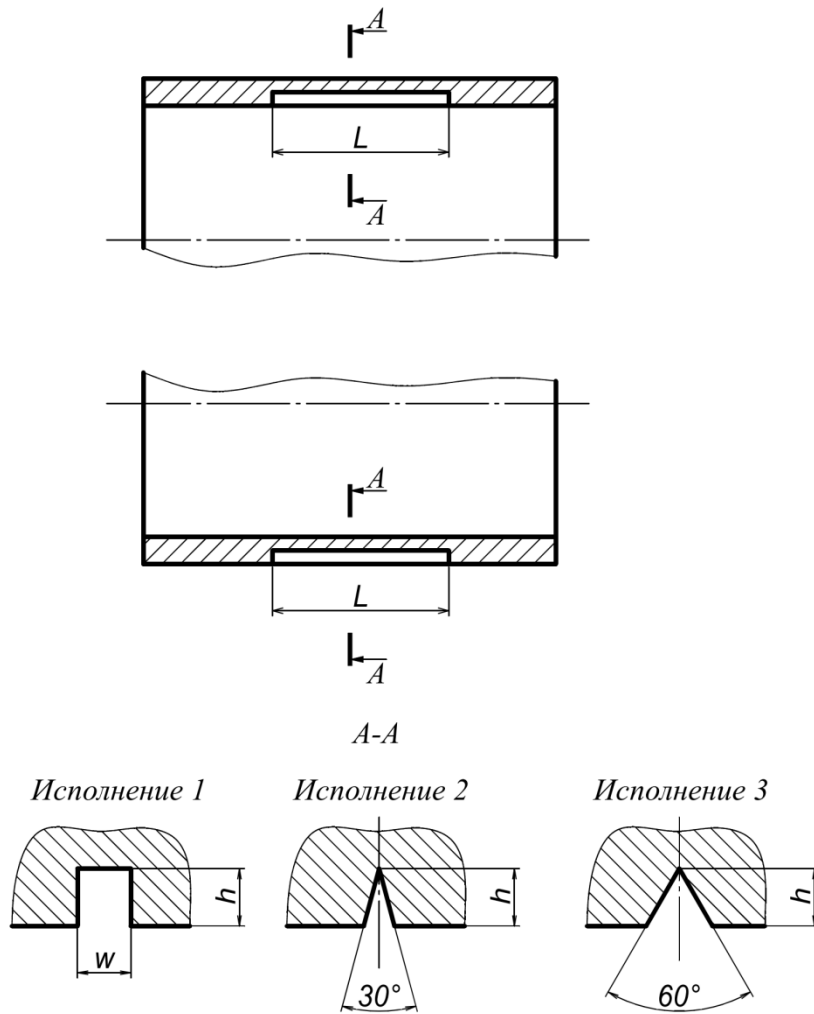 A
L
A
A
L
A
A-A
Исполнение 1
Исполнение 2
Исполнение 3
h
h
h
w
30°
60°